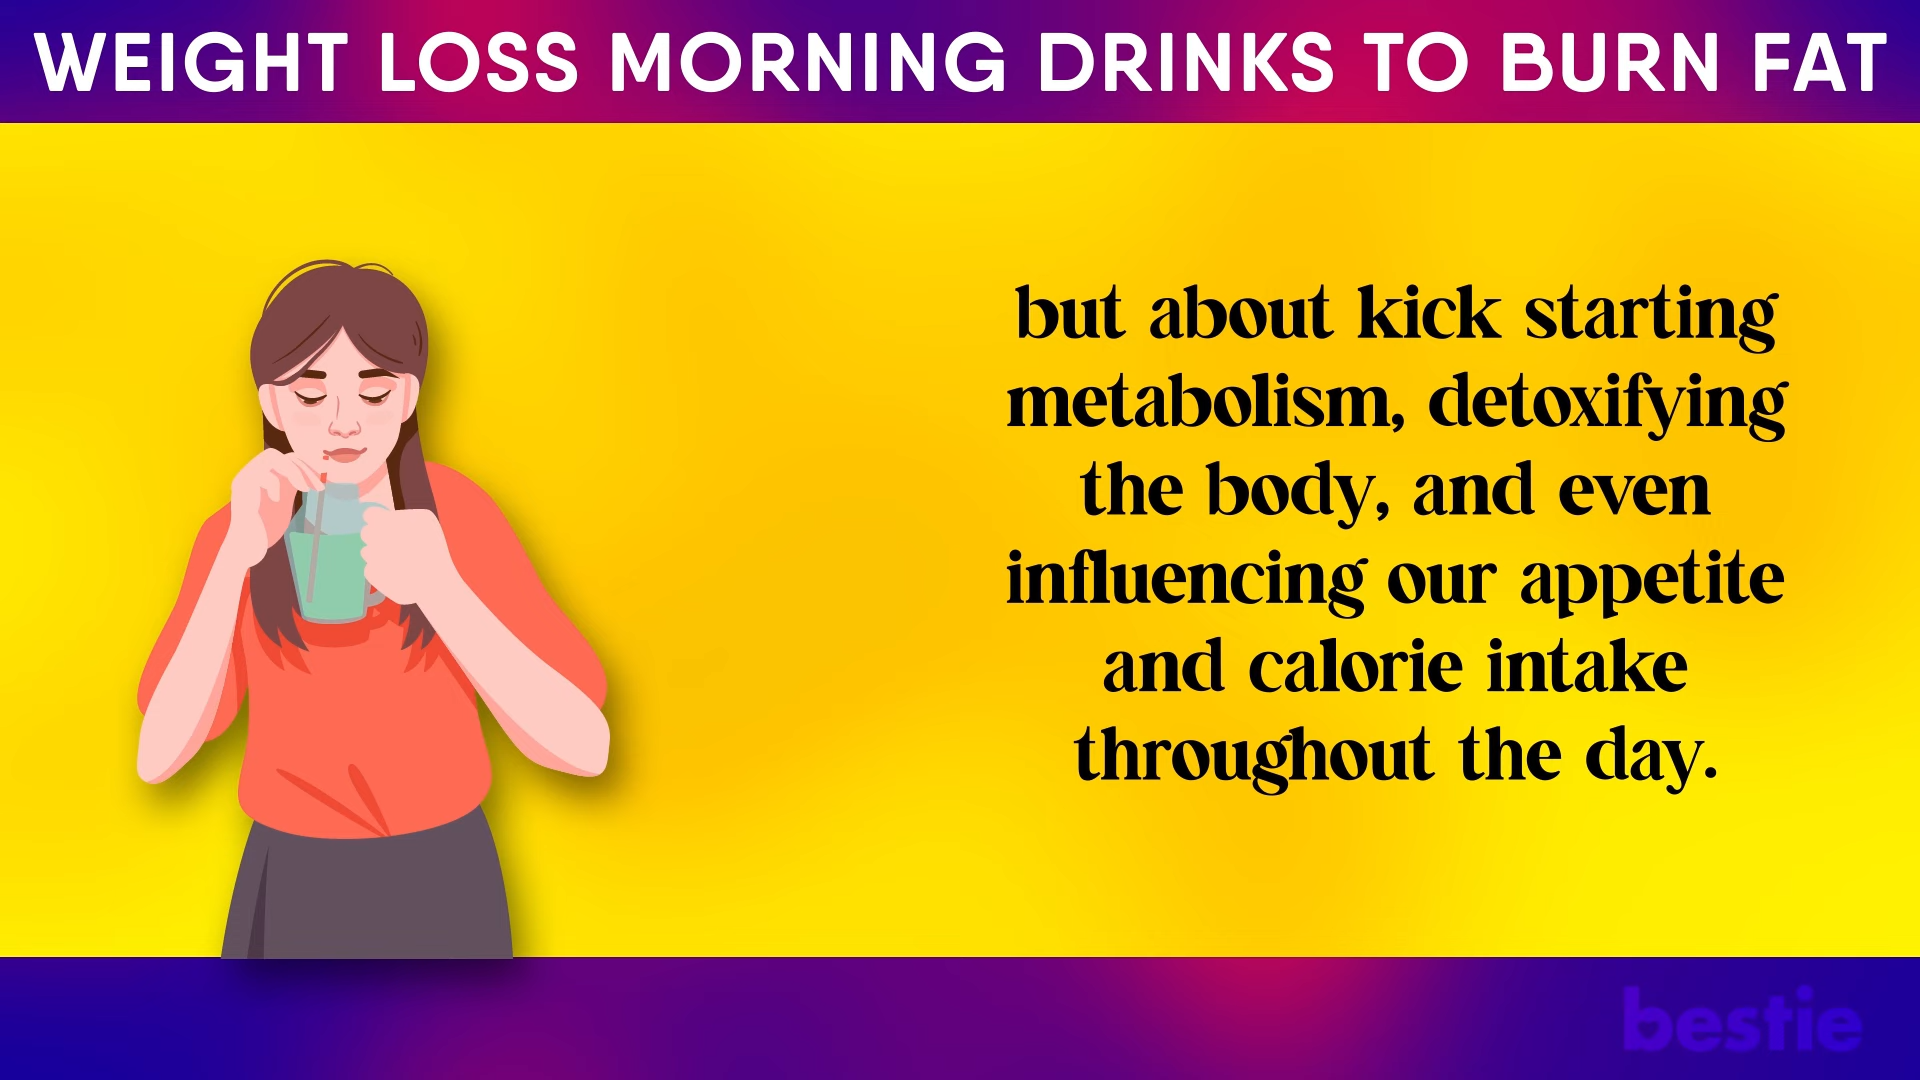 WEIGHT LOSS MORNING DRINKS TO BURN FAT
but about kick starting
metabolism, detoxifying
the body, and even
influencing our appetite
and calorie intake
throughout the day.
bestie